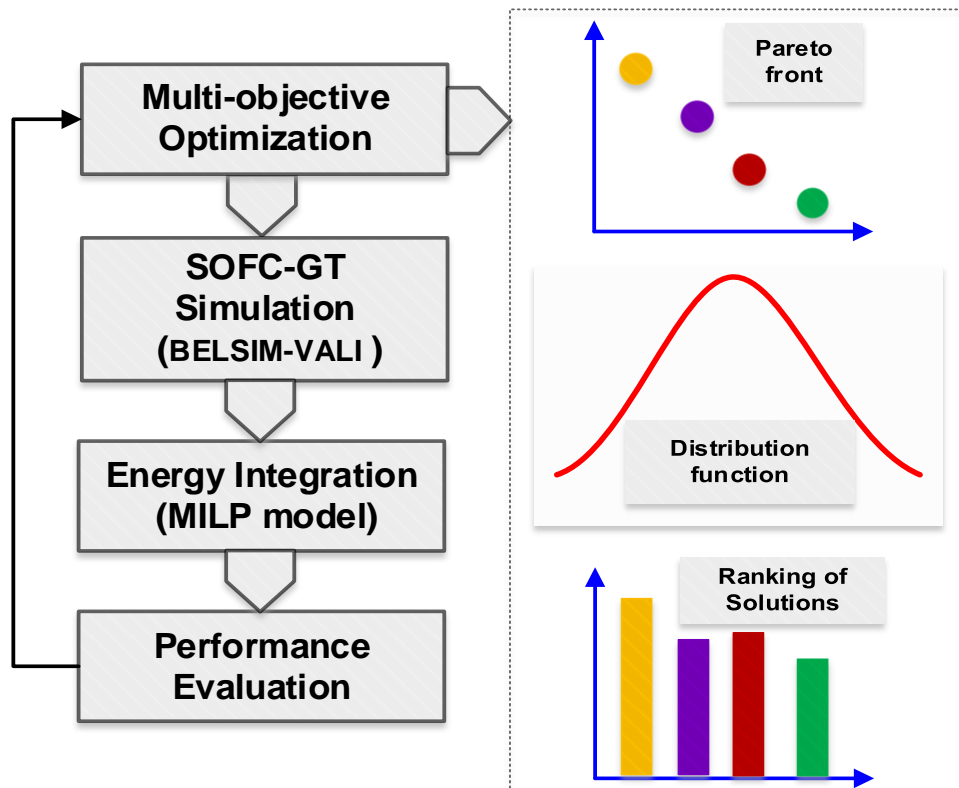 Multi-objective
Optimization
SOFC-GT
Simulation
(BELSIM-VALI )
Energy Integration
(MILP model)
Performance
Evaluation
Pareto
front
Distribution
function
Ranking of
Solutions